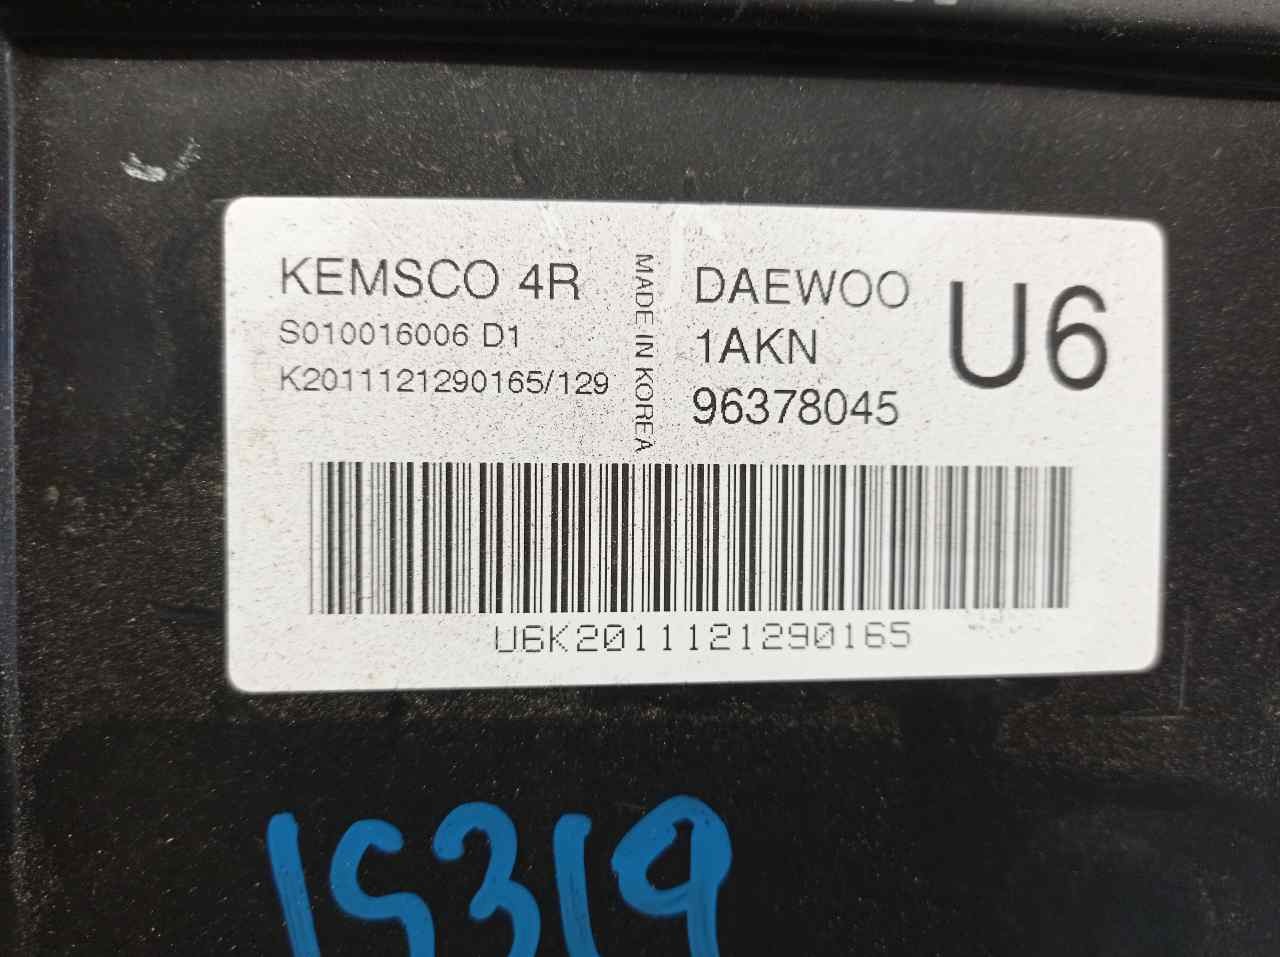 KEMSCO 4R
S010016006 D1
K2011121290165/129
MADE IN KOREA
DAEWOO
1AKN
96378045
U6
U6K2011121290165
15319